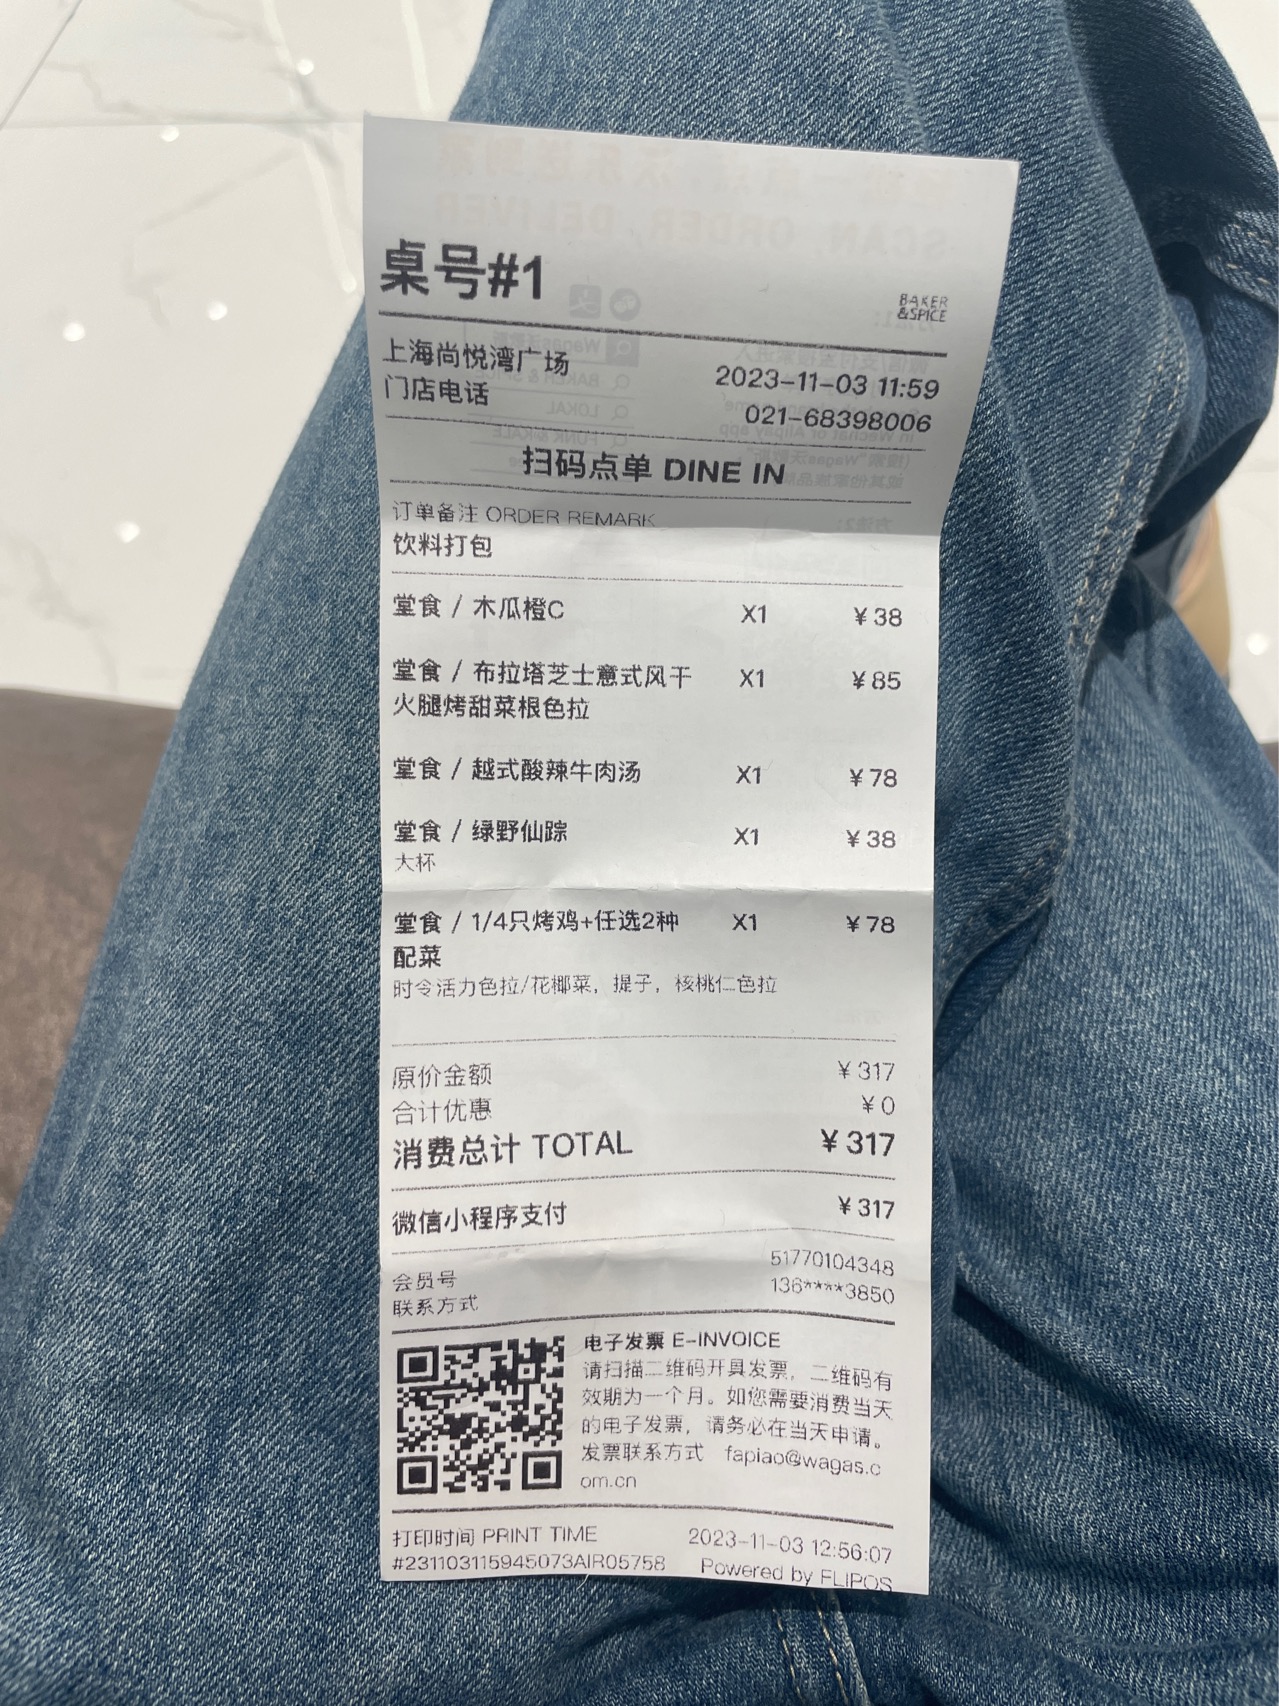 桌号#1
BAKER
&SPICE
上海尚悦湾广场
2023-11-03 11:59
门店电话
021-68398006
扫码点单 DINE IN
订单备注 ORDER REMARK
饮料打包
堂食 / 木瓜橙C X1 ¥38
堂食 / 布拉塔芝士意式风干 X1 ¥85
火腿烤甜菜根色拉
堂食 / 越式酸辣牛肉汤 X1 ¥78
堂食 / 绿野仙踪 X1 ¥38
大杯
堂食 / 1/4只烤鸡+任选2种 X1 ¥78
配菜
时令活力色拉/花椰菜，提子，核桃仁色拉
原价金额 ¥317
合计优惠 ¥0
消费总计 TOTAL ¥317
微信小程序支付 ¥317
会员号 51770104348
联系方式 136****3850
电子发票 E-INVOICE
请扫描二维码开具发票，二维码有
效期为一个月。如您需要消费当天
的电子发票，请务必在当天申请。
发票联系方式 fapiao@wagas.c
om.cn
打印时间 PRINT TIME 2023-11-03 12:56:07
#231103115945073AIR05758 Powered by FLIPOS